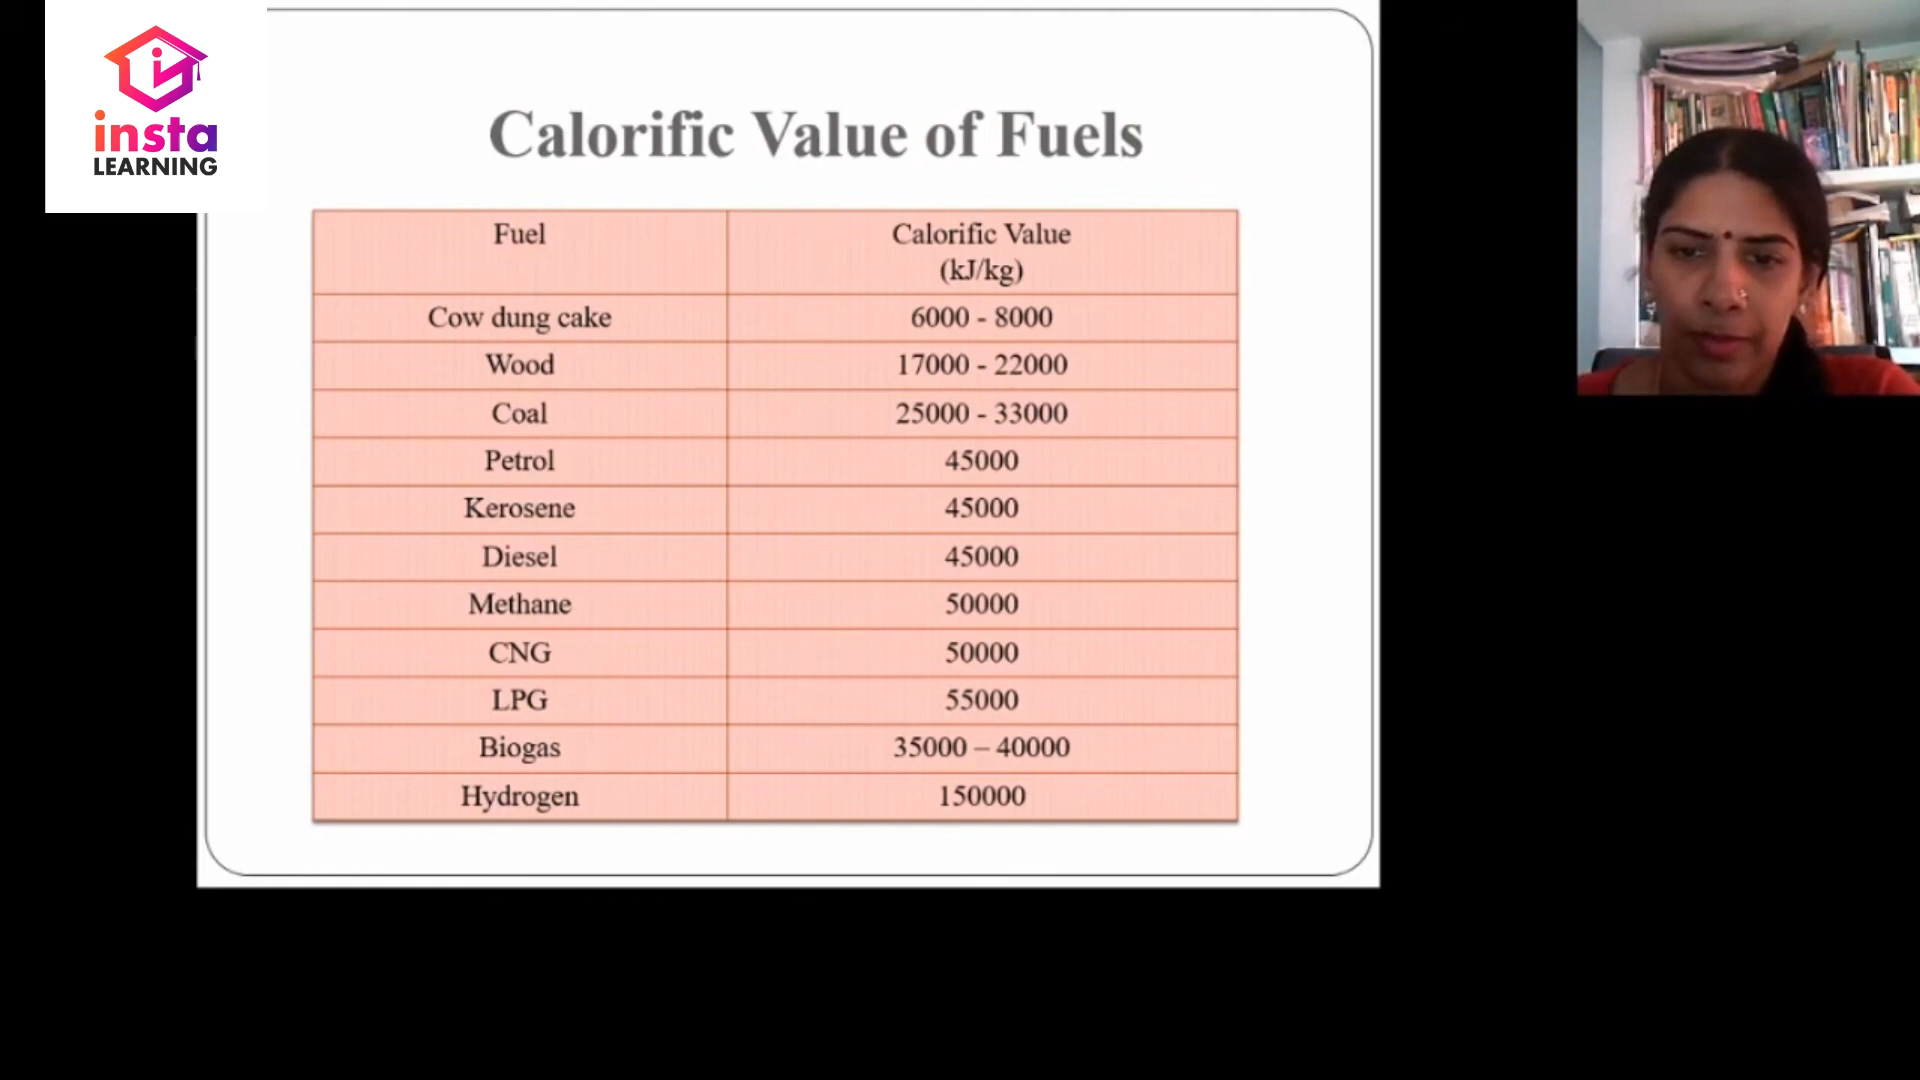 insta
LEARNING
Calorific Value of Fuels
Fuel Calorific Value
(kJ/kg)
Cow dung cake 6000 - 8000
Wood 17000 - 22000
Coal 25000 - 33000
Petrol 45000
Kerosene 45000
Diesel 45000
Methane 50000
CNG 50000
LPG 55000
Biogas 35000 – 40000
Hydrogen 150000